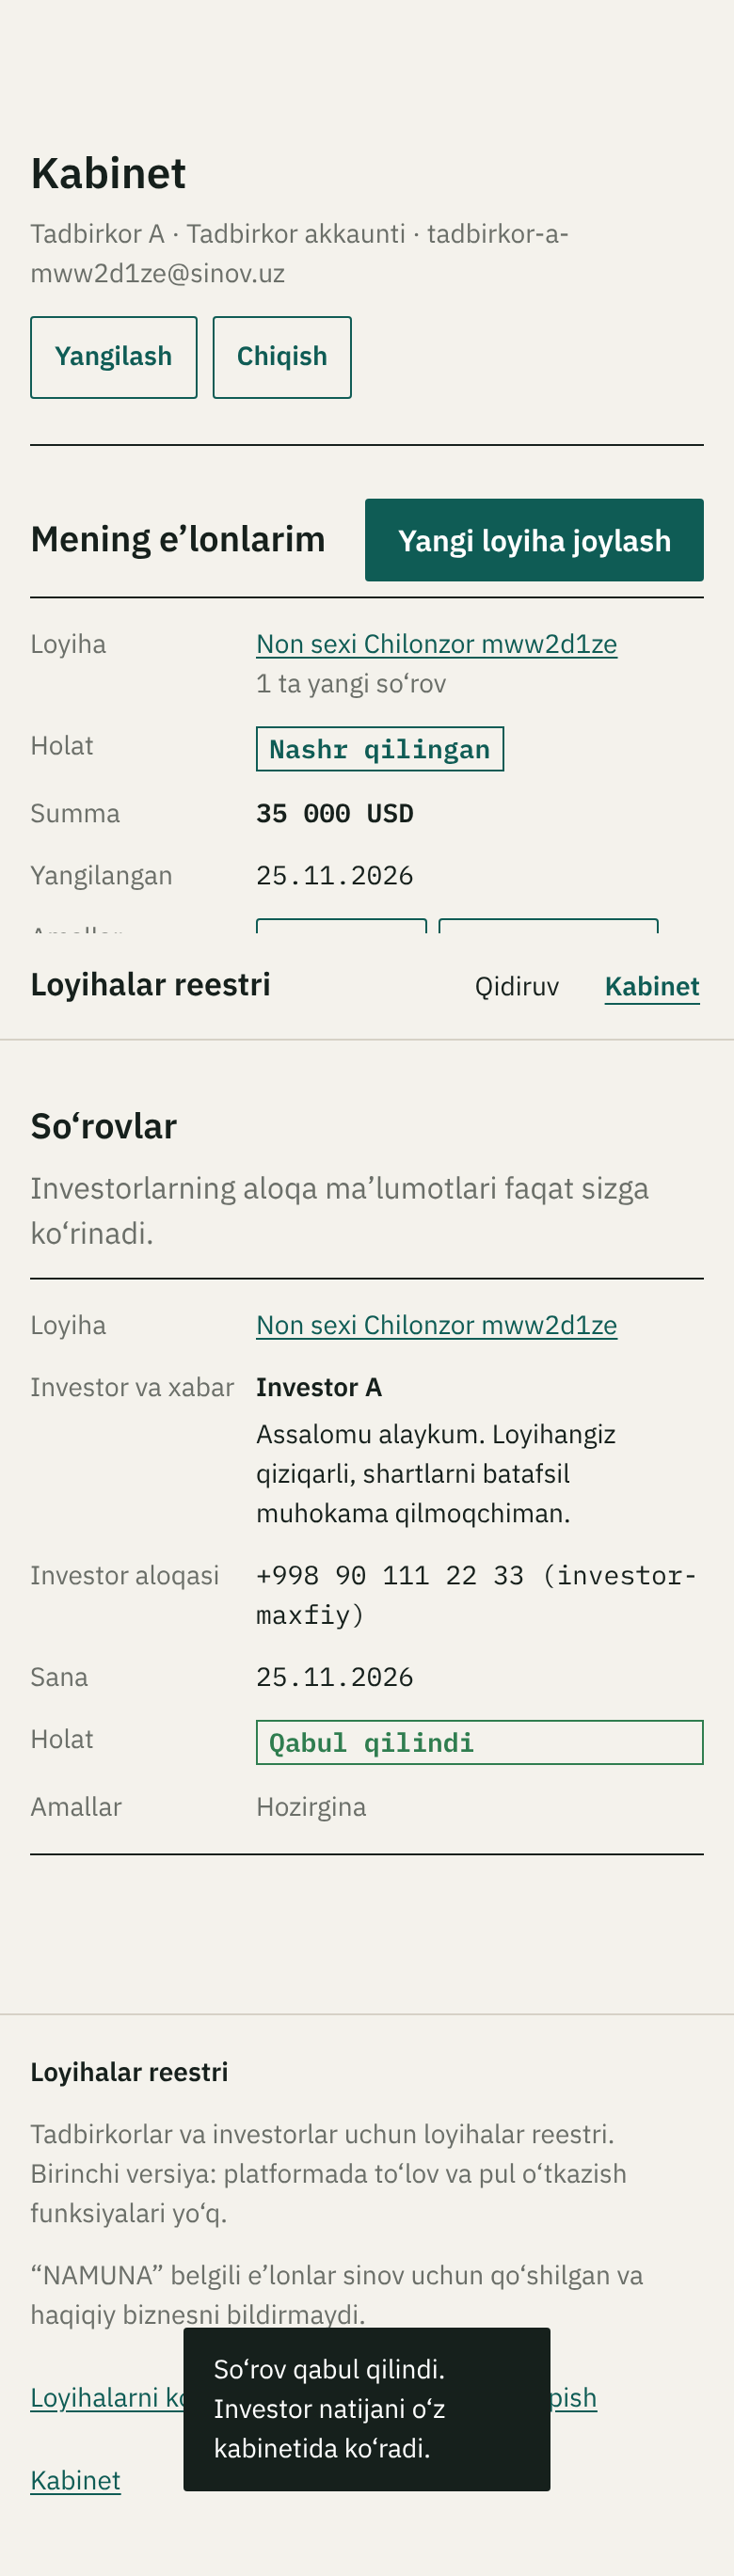 Kabinet
Tadbirkor A · Tadbirkor akkaunti · tadbirkor-a-
mww2d1ze@sinov.uz
Yangilash Chiqish
Mening e’lonlarim Yangi loyiha joylash
Loyiha Non sexi Chilonzor mww2d1ze
1 ta yangi so‘rov
Holat Nashr qilingan
Summa 35 000 USD
Yangilangan 25.11.2026
Loyihalar reestri Qidiruv Kabinet
So‘rovlar
Investorlarning aloqa ma’lumotlari faqat sizga
ko‘rinadi.
Loyiha Non sexi Chilonzor mww2d1ze
Investor va xabar Investor A
Assalomu alaykum. Loyihangiz
qiziqarli, shartlarni batafsil
muhokama qilmoqchiman.
Investor aloqasi +998 90 111 22 33 (investor-
maxfiy)
Sana 25.11.2026
Holat Qabul qilindi
Amallar Hozirgina
Loyihalar reestri
Tadbirkorlar va investorlar uchun loyihalar reestri.
Birinchi versiya: platformada to‘lov va pul o‘tkazish
funksiyalari yo‘q.
“NAMUNA” belgili e’lonlar sinov uchun qo‘shilgan va
haqiqiy biznesni bildirmaydi.
Loyihalarni
So‘rov qabul qilindi.
Investor natijani o‘z
kabinetida ko‘radi.
Kabinet